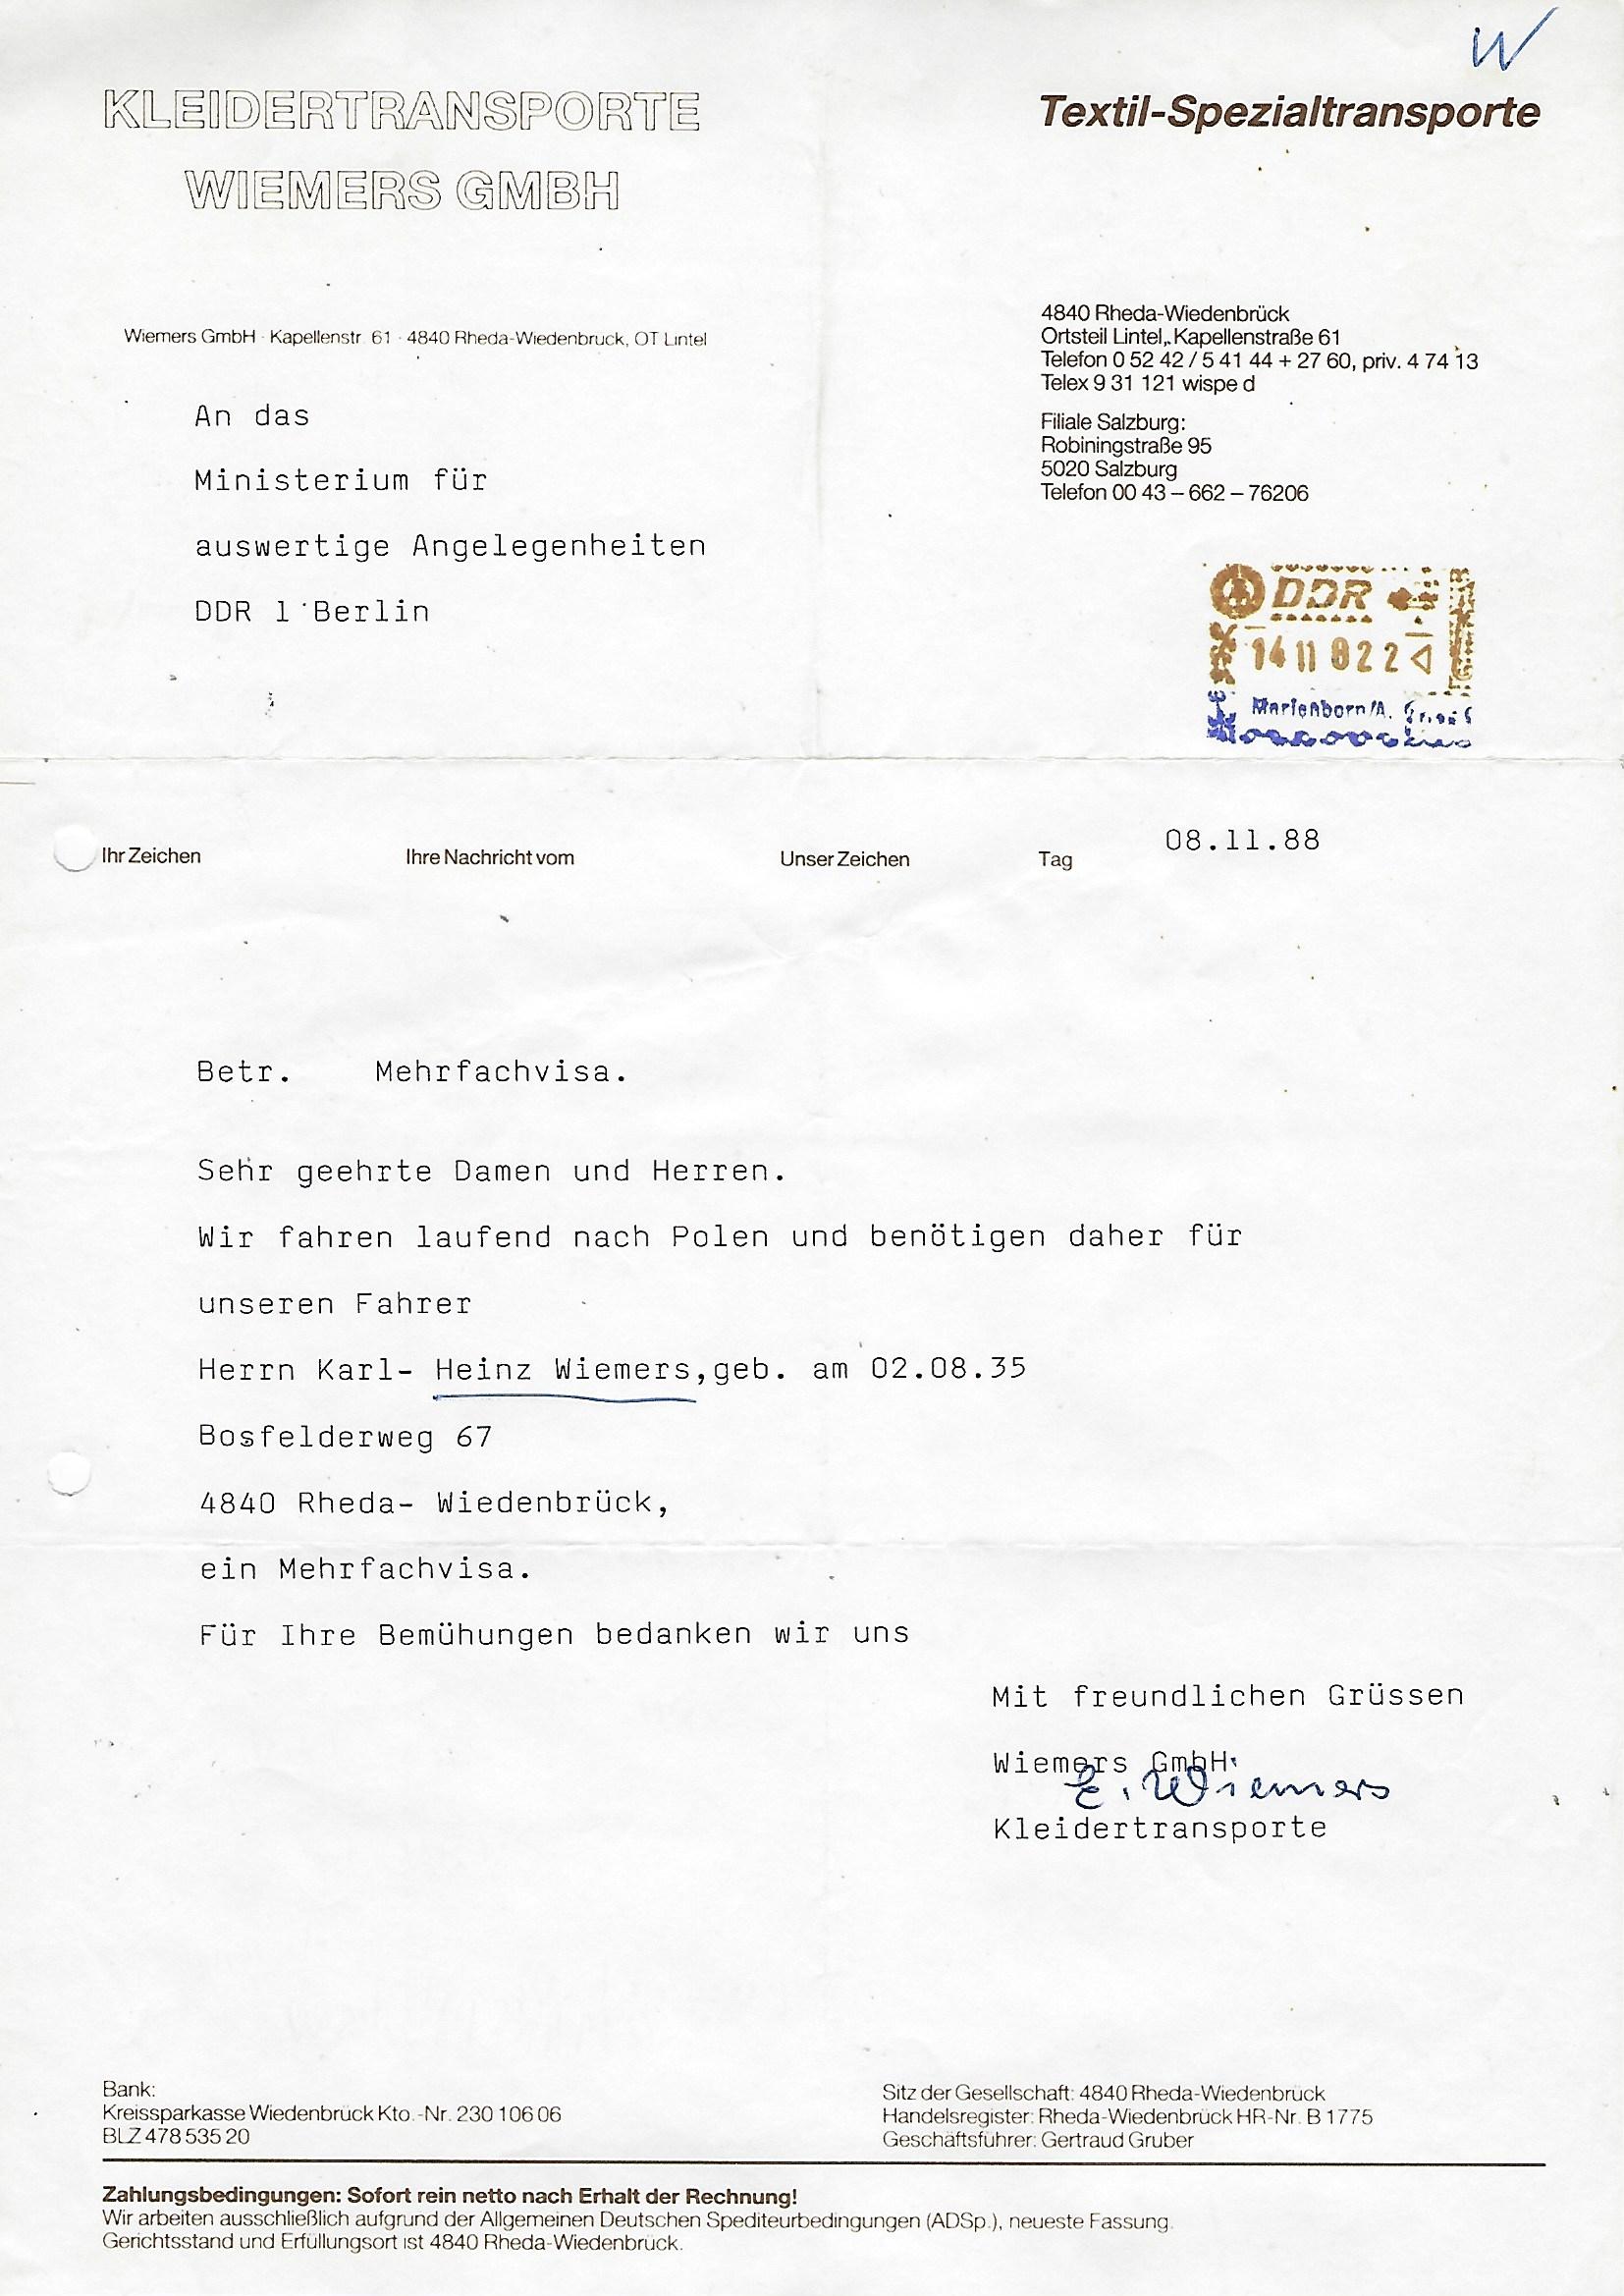 W
KLEIDERTRANSPORTE
WIEMERS GMBH
Textil-Spezialtransporte
Wiemers GmbH · Kapellenstr. 61 · 4840 Rheda-Wiedenbrück, OT Lintel
4840 Rheda-Wiedenbrück
Ortsteil Lintel, Kapellenstraße 61
Telefon 0 52 42 / 5 41 44 + 27 60, priv. 4 74 13
Telex 9 31 121 wispe d
Filiale Salzburg:
Robiningstraße 95
5020 Salzburg
Telefon 00 43 – 662 – 76206
An das
Ministerium für
auswertige Angelegenheiten
DDR 1 Berlin
DDR
14 11 8 2 2
Marienborn/A.
Ihr Zeichen Ihre Nachricht vom Unser Zeichen Tag 08.11.88
Betr. Mehrfachvisa.
Sehr geehrte Damen und Herren.
Wir fahren laufend nach Polen und benötigen daher für
unseren Fahrer
Herrn Karl- Heinz Wiemers,geb. am 02.08.35
Bosfelderweg 67
4840 Rheda- Wiedenbrück,
ein Mehrfachvisa.
Für Ihre Bemühungen bedanken wir uns
Mit freundlichen Grüssen
Wiemers GmbH
E. Wiemers
Kleidertransporte
Bank:
Kreissparkasse Wiedenbrück Kto.-Nr. 230 106 06
BLZ 478 535 20
Sitz der Gesellschaft: 4840 Rheda-Wiedenbrück
Handelsregister: Rheda-Wiedenbrück HR-Nr. B 1775
Geschäftsführer: Gertraud Gruber
Zahlungsbedingungen: Sofort rein netto nach Erhalt der Rechnung!
Wir arbeiten ausschließlich aufgrund der Allgemeinen Deutschen Spediteurbedingungen (ADSp.), neueste Fassung.
Gerichtsstand und Erfüllungsort ist 4840 Rheda-Wiedenbrück.